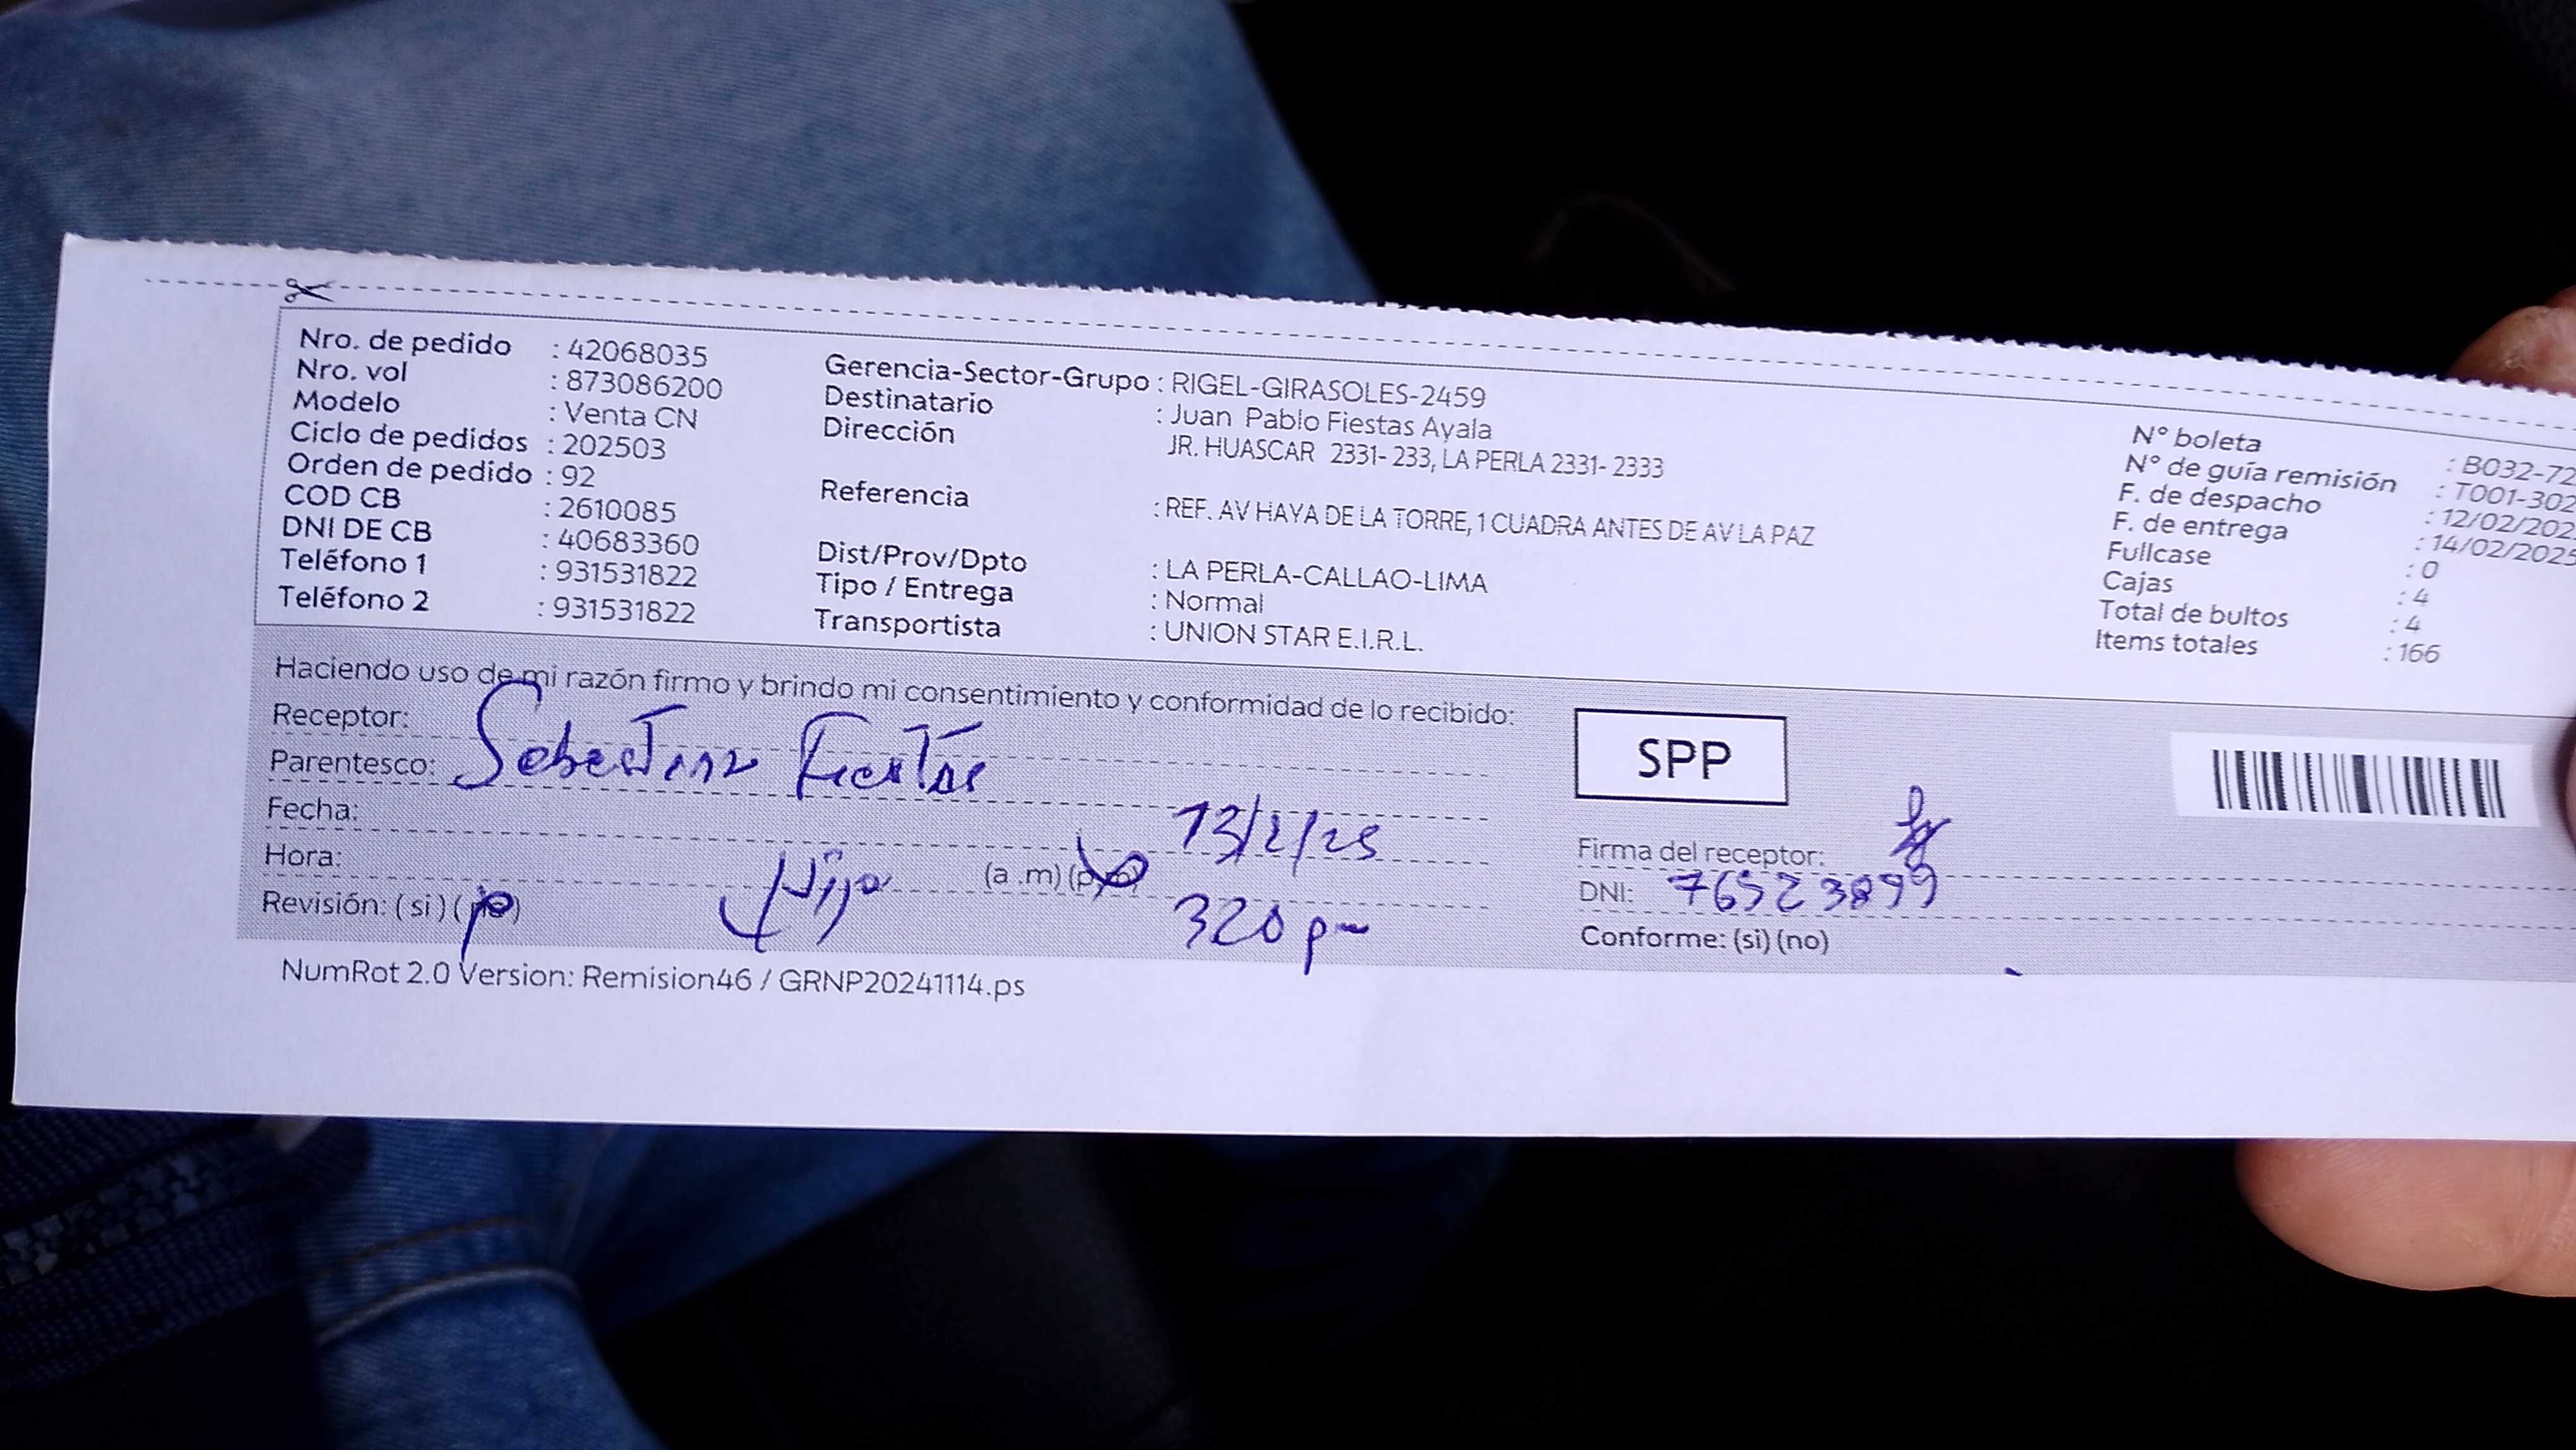 Nro. de pedido : 42068035
Nro. vol : 873086200
Modelo : Venta CN
Ciclo de pedidos : 202503
Orden de pedido : 92
COD CB : 2610085
DNI DE CB : 40683360
Teléfono 1 : 931531822
Teléfono 2 : 931531822
Gerencia-Sector-Grupo : RIGEL-GIRASOLES-2459
Destinatario : Juan Pablo Fiestas Ayala
Dirección JR. HUASCAR 2331- 233, LA PERLA 2331- 2333
Referencia : REF. AV HAYA DE LA TORRE, 1 CUADRA ANTES DE AV LA PAZ
Dist/Prov/Dpto : LA PERLA-CALLAO-LIMA
Tipo / Entrega : Normal
Transportista : UNION STAR E.I.R.L.
N° boleta : B032-72
N° de guía remisión : T001-302
F. de despacho : 12/02/202
F. de entrega : 14/02/2025
Fullcase : 0
Cajas : 4
Total de bultos : 4
Items totales : 166
Haciendo uso de mi razón firmo y brindo mi consentimiento y conformidad de lo recibido:
Receptor: Sebastian Fiestas
Parentesco: Hijo
Fecha: 13/2/25
Hora: (a .m) 320 pm
Revisión: ( si )
SPP
Firma del receptor:
DNI: 76523899
Conforme: (si) (no)
NumRot 2.0 Version: Remision46 / GRNP20241114.ps